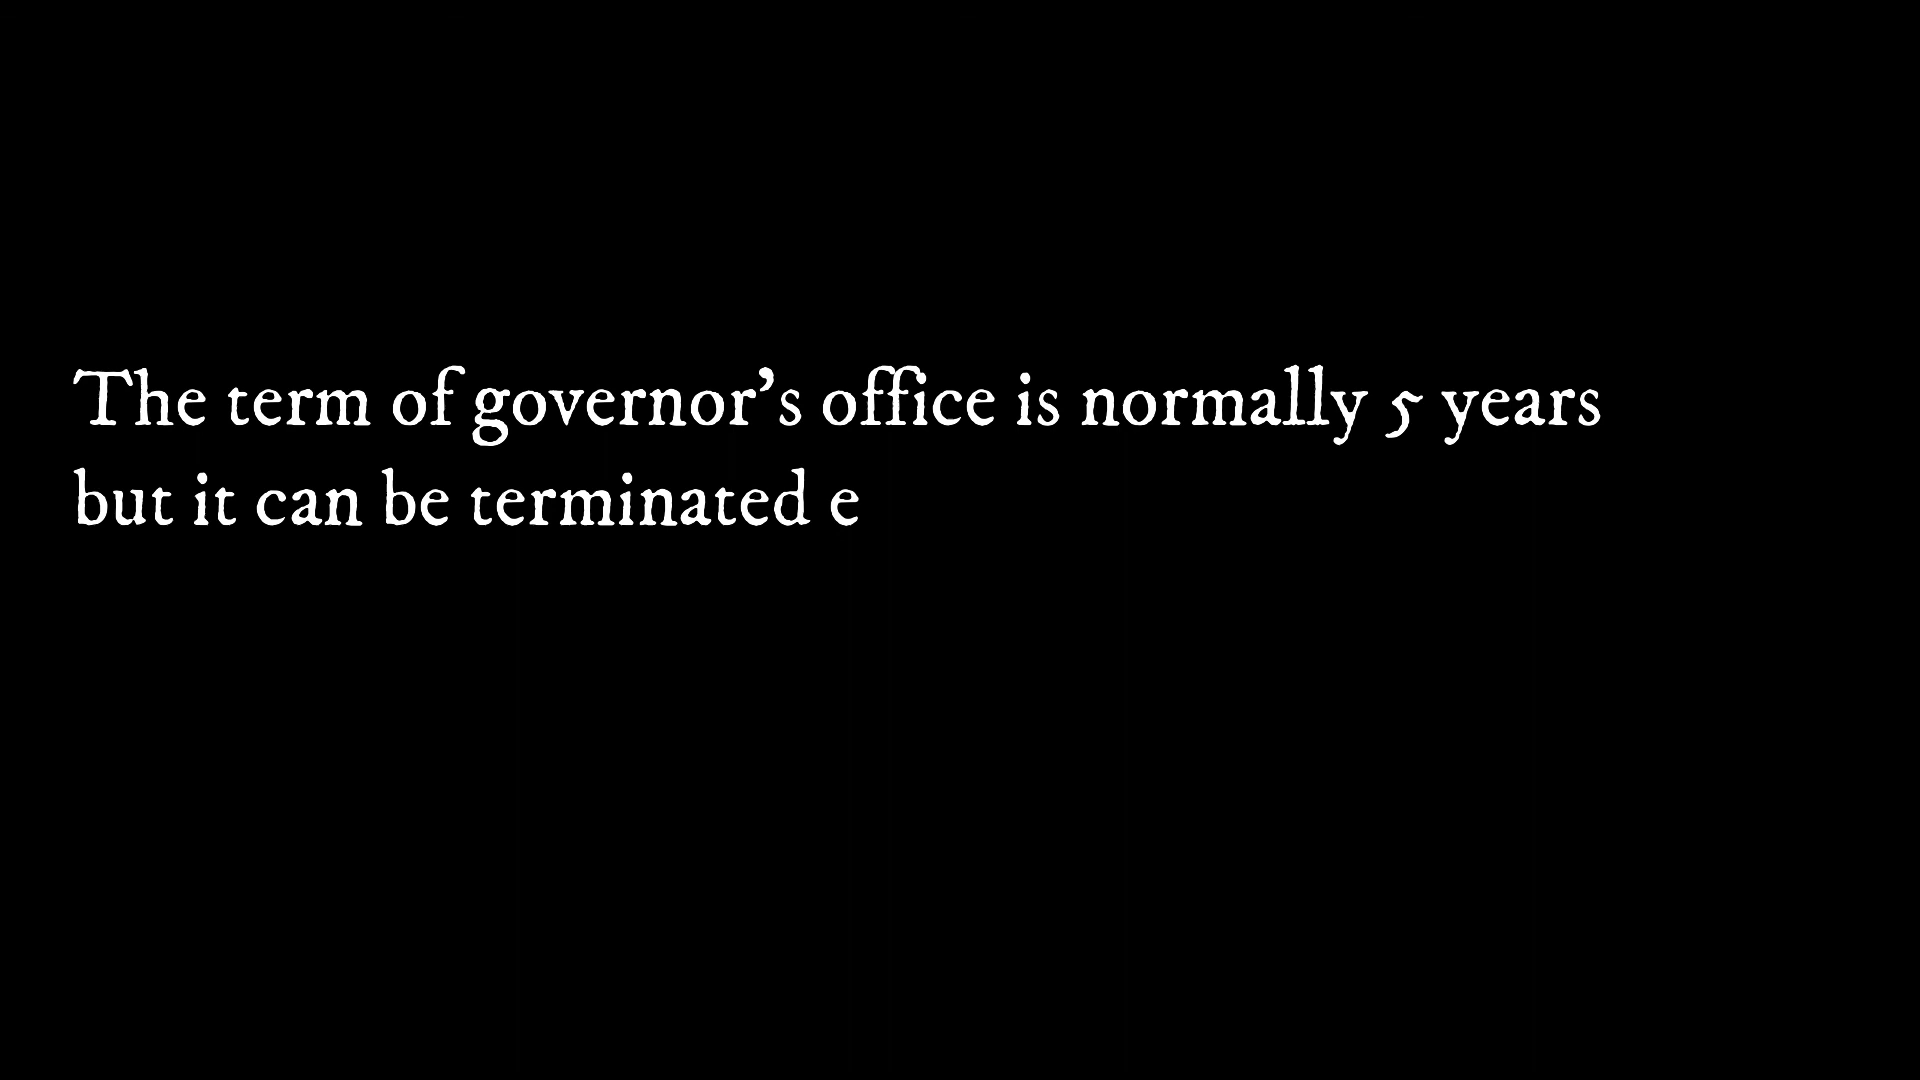 The term of governor’s office is normally 5 years
but it can be terminated e